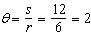 θ = s/r = 12/6 = 2